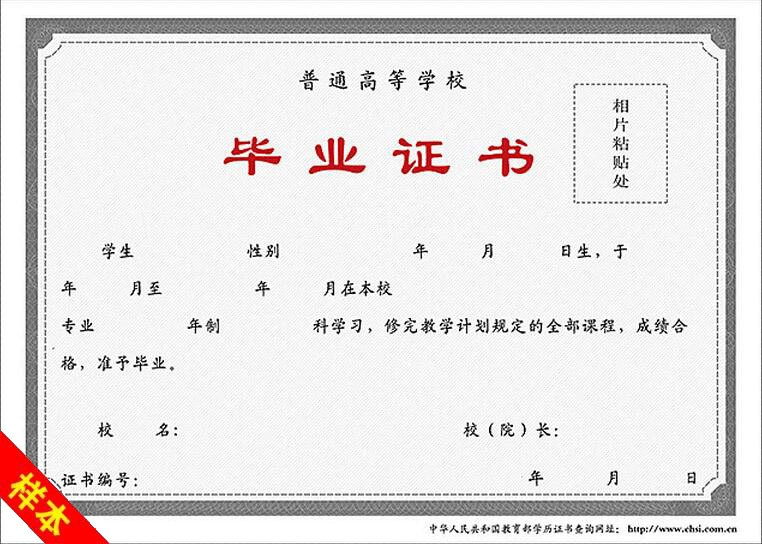 普通高等学校
相片粘贴处
毕业证书
学生 性别 年 月 日生，于
年 月至 年 月在本校
专业 年制 科学习，修完教学计划规定的全部课程，成绩合
格，准予毕业。
校 名： 校（院）长：
证书编号： 年 月 日
样本
中华人民共和国教育部学历证书查询网址： http://www.chsi.com.cn